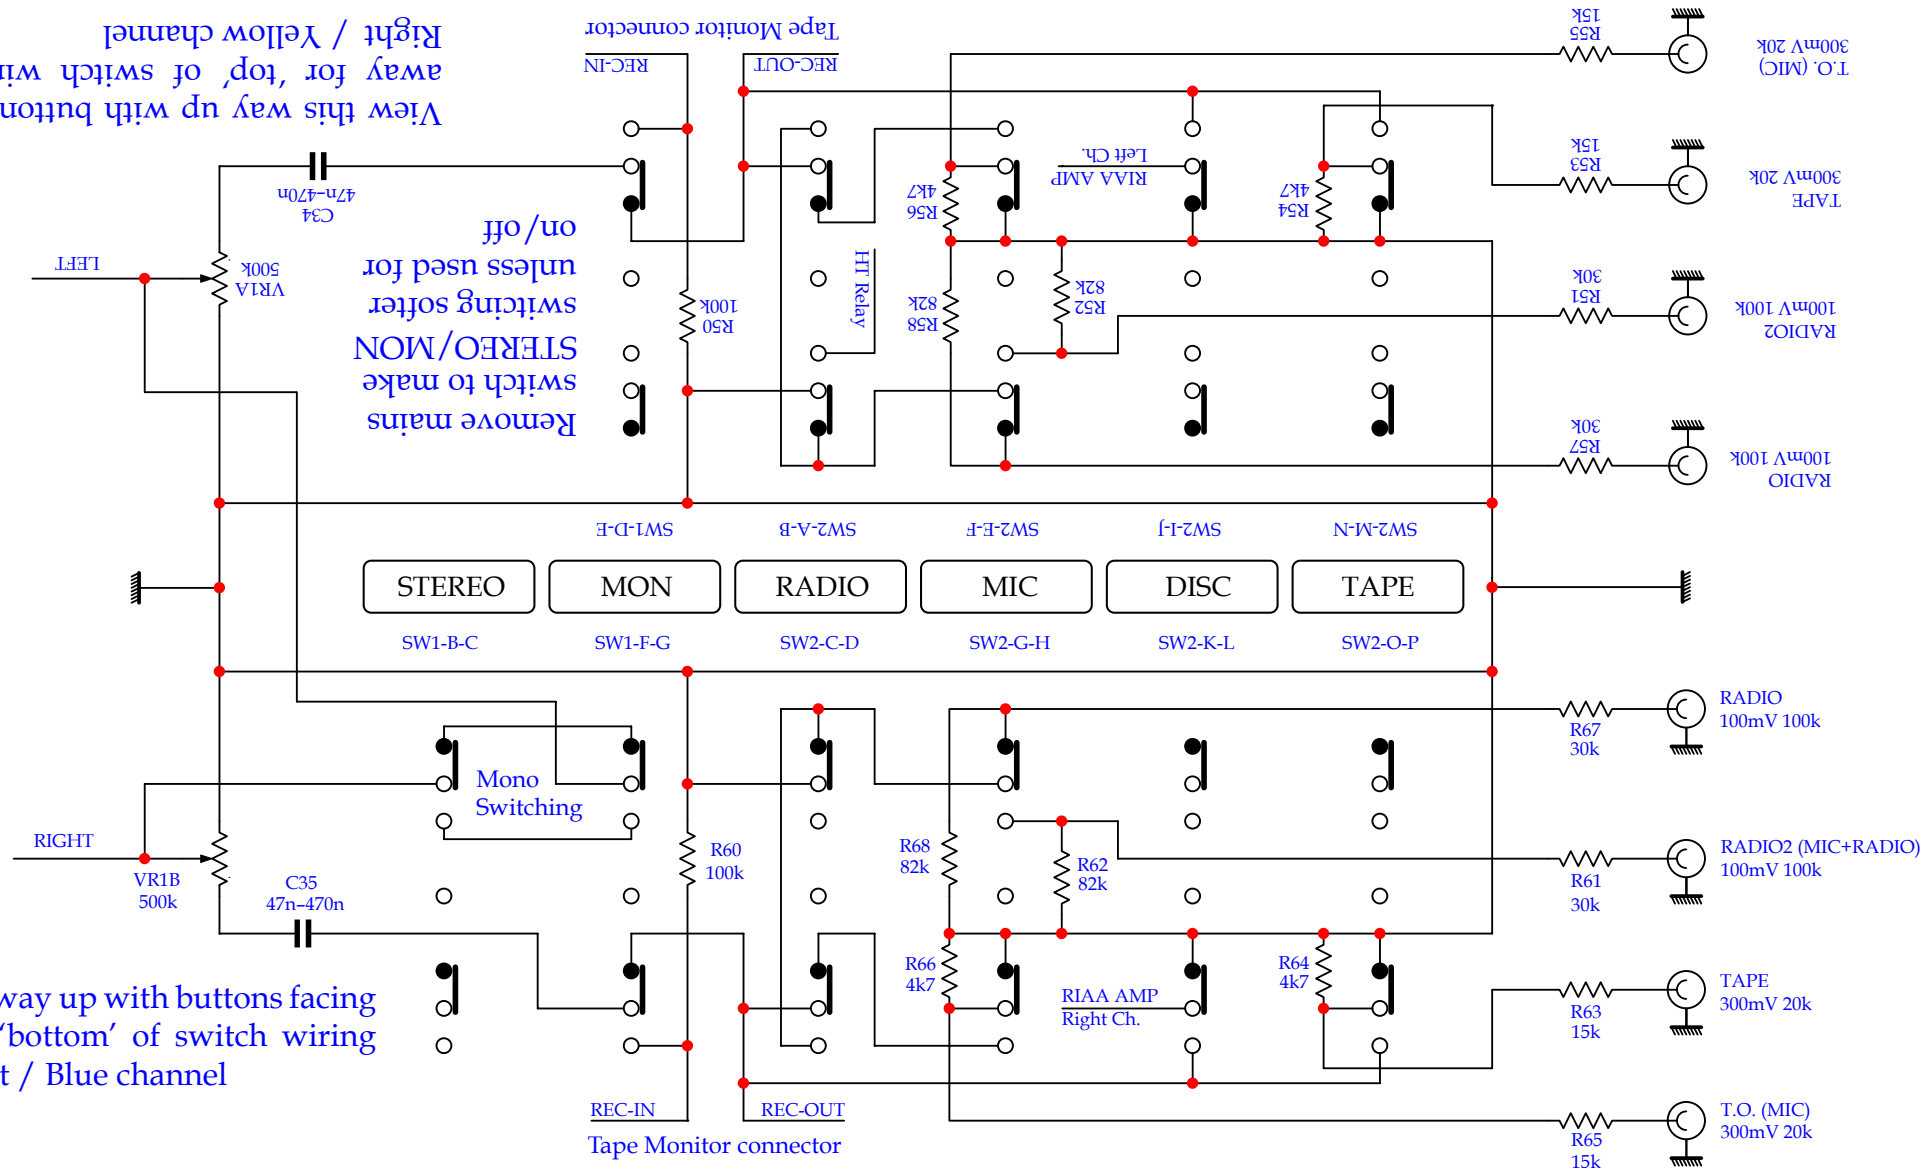 View this way up with button
away for 'top' of switch wi
Right / Yellow channel
Tape Monitor connector
REC-IN
REC-OUT
T.O. (MIC)
300mV 20k
R55
15k
TAPE
300mV 20k
R53
15k
RADIO2
100mV 100k
R51
30k
RADIO
100mV 100k
R57
30k
C34
47n-470n
LEFT
VR1A
500k
Remove mains
switch to make
STEREO/MON
switcing softer
unless used for
on/off
R50
100k
HT Relay
R56
4k7
R58
82k
R52
82k
RIAA AMP
Left Ch.
R54
4k7
SW1-D-E
SW2-A-B
SW2-E-F
SW2-I-J
SW2-M-N
STEREO
MON
RADIO
MIC
DISC
TAPE
SW1-B-C
SW1-F-G
SW2-C-D
SW2-G-H
SW2-K-L
SW2-O-P
Mono
Switching
RIGHT
VR1B
500k
C35
47n-470n
R60
100k
R68
82k
R62
82k
R66
4k7
RIAA AMP
Right Ch.
R64
4k7
RADIO
100mV 100k
R67
30k
RADIO2 (MIC+RADIO)
100mV 100k
R61
30k
TAPE
300mV 20k
R63
15k
T.O. (MIC)
300mV 20k
R65
15k
way up with buttons facing
'bottom' of switch wiring
t / Blue channel
REC-IN
REC-OUT
Tape Monitor connector